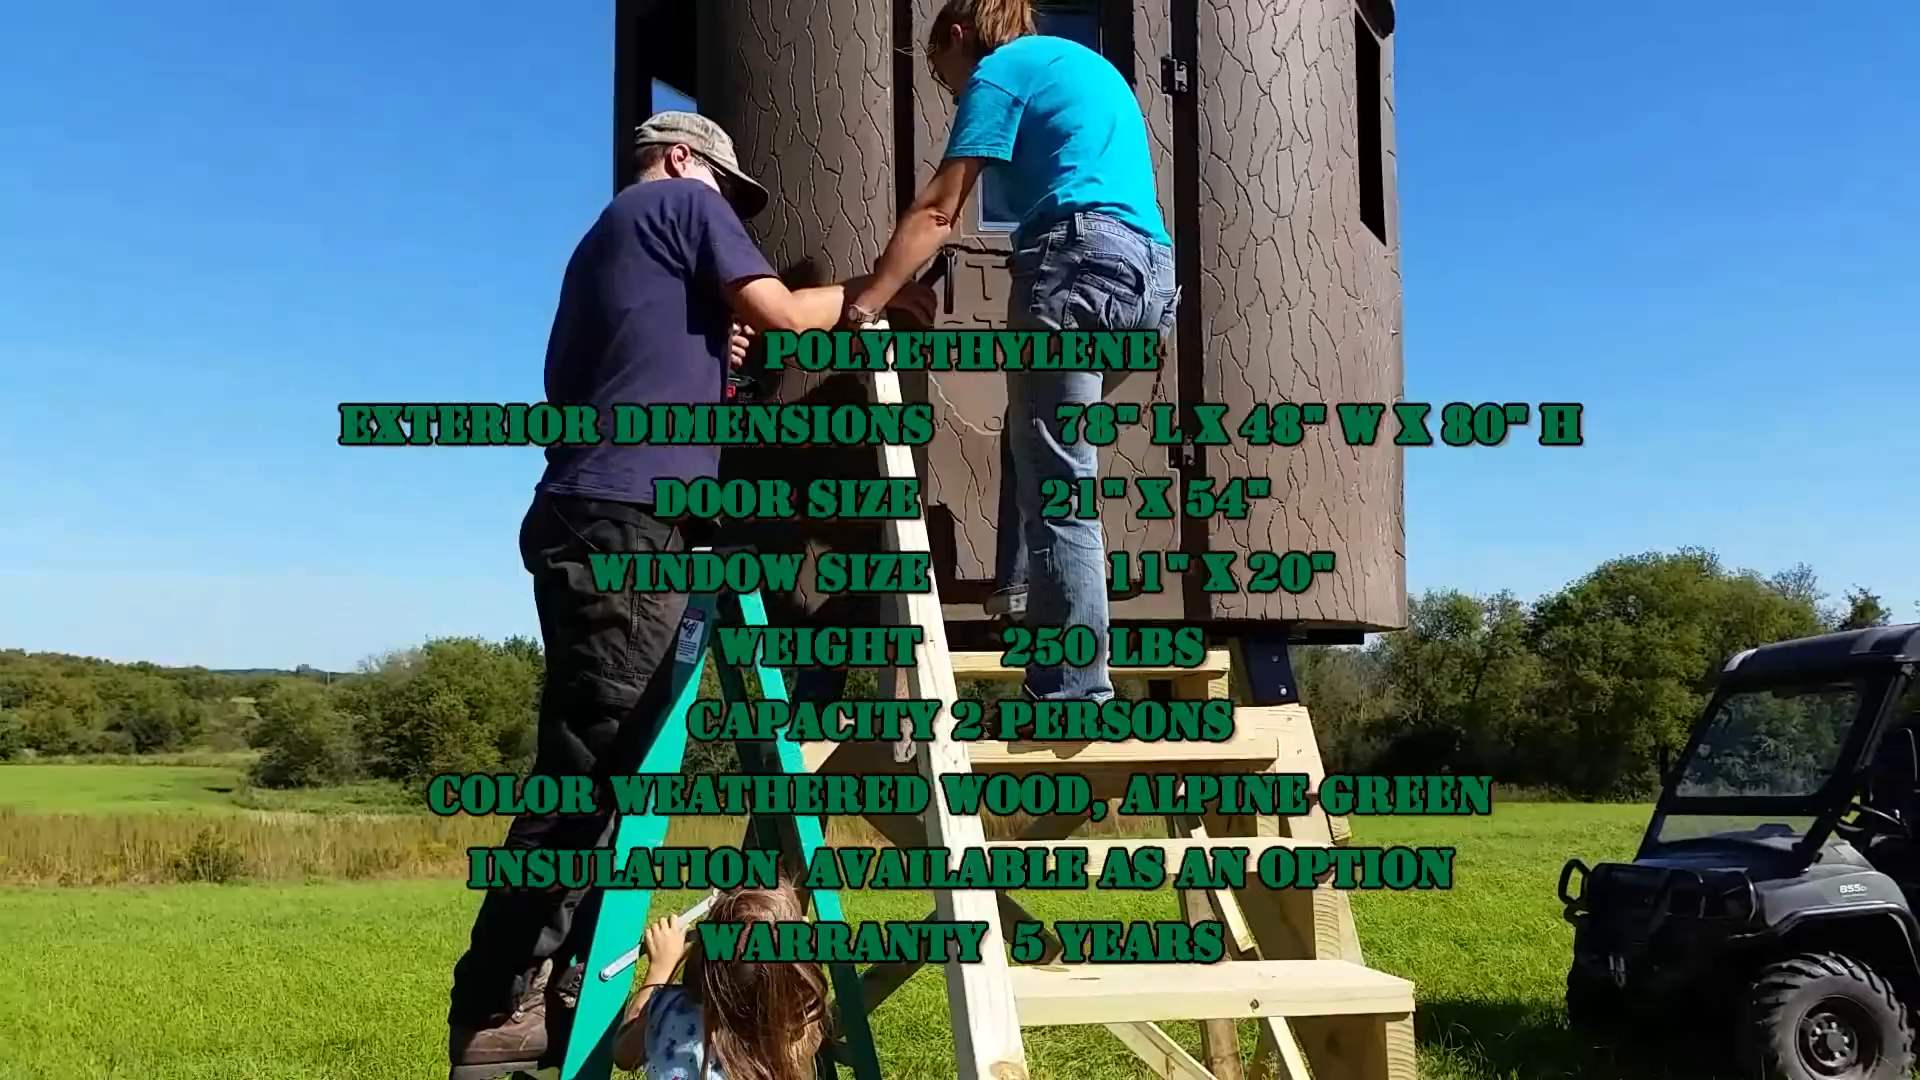 POLYETHYLENE
EXTERIOR DIMENSIONS 78" L X 48" W X 80" H
DOOR SIZE 21" X 54"
WINDOW SIZE 11" X 20"
WEIGHT 250 LBS
CAPACITY 2 PERSONS
COLOR WEATHERED WOOD, ALPINE GREEN
INSULATION AVAILABLE AS AN OPTION
WARRANTY 5 YEARS
855D